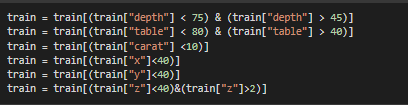 train = train[(train["depth"] < 75) & (train["depth"] > 45)]
train = train[(train["table"] < 80) & (train["table"] > 40)]
train = train[(train["carat"] <10)]
train = train[(train["x"]<40)]
train = train[(train["y"]<40)]
train = train[(train["z"]<40)&(train["z"]>2)]